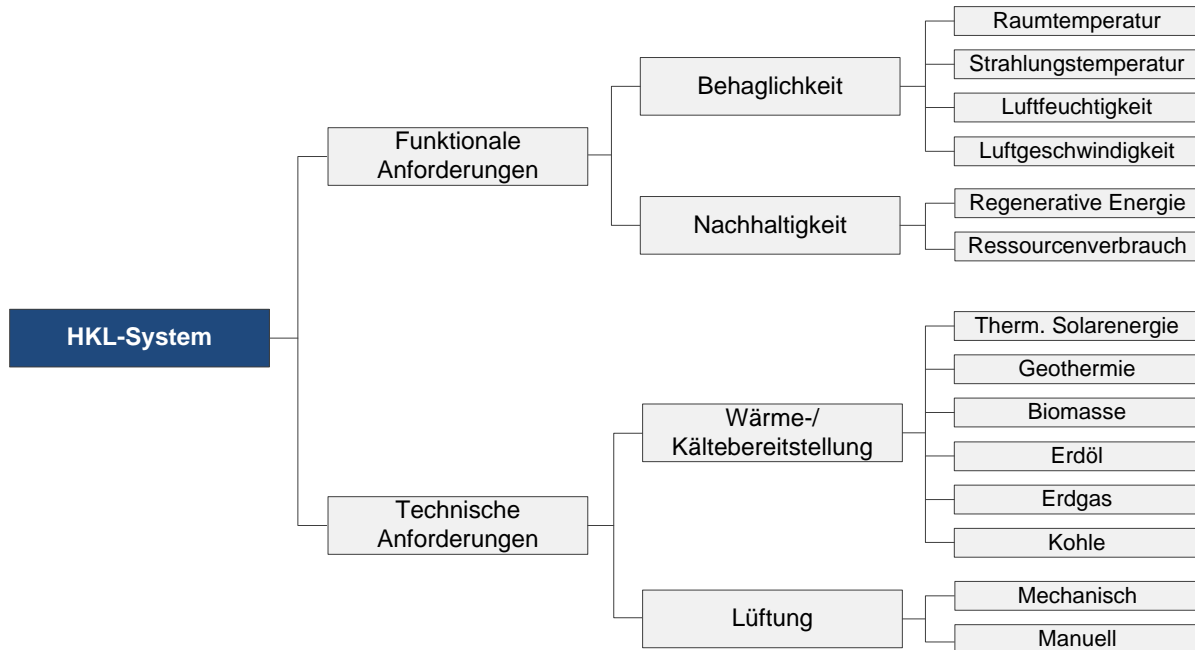 HKL-System
Funktionale
Anforderungen
Behaglichkeit
Raumtemperatur
Strahlungstemperatur
Luftfeuchtigkeit
Luftgeschwindigkeit
Nachhaltigkeit
Regenerative Energie
Ressourcenverbrauch
Technische
Anforderungen
Wärme-/
Kältebereitstellung
Therm. Solarenergie
Geothermie
Biomasse
Erdöl
Erdgas
Kohle
Lüftung
Mechanisch
Manuell